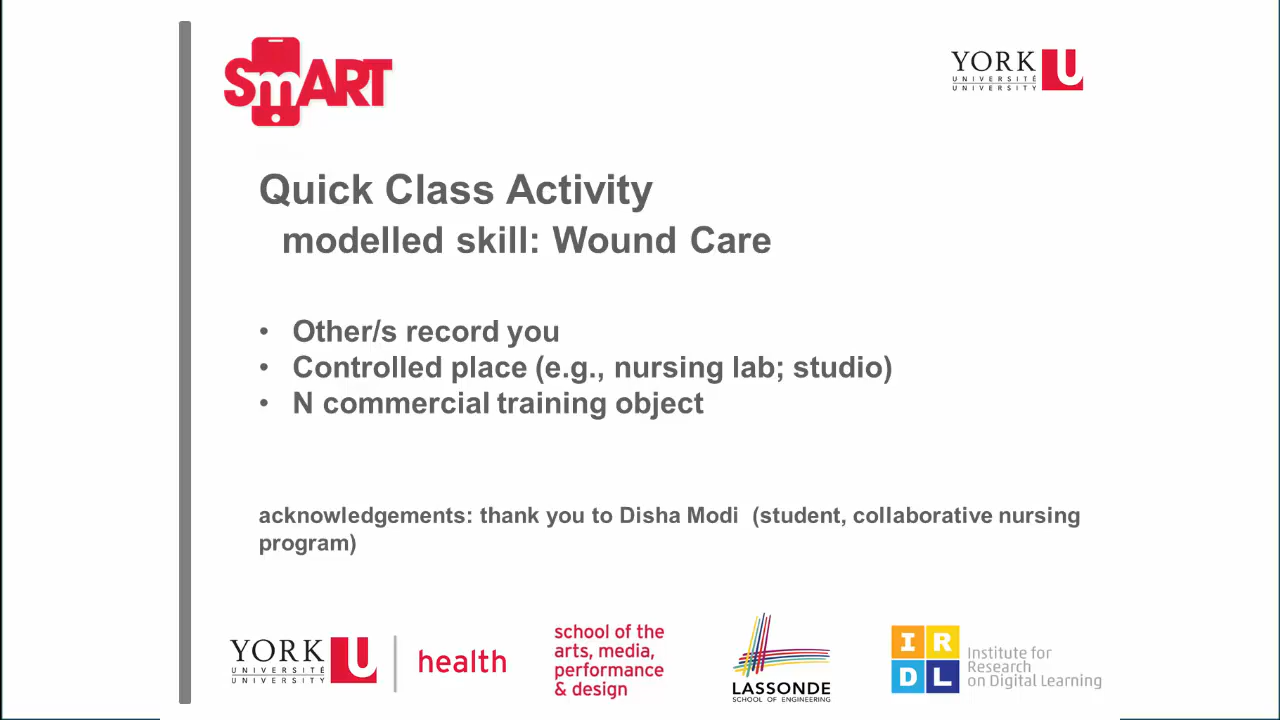 SmART
YORK
UNIVERSITÉ
UNIVERSITY
U
Quick Class Activity
modelled skill: Wound Care
• Other/s record you
• Controlled place (e.g., nursing lab; studio)
• N commercial training object
acknowledgements: thank you to Disha Modi (student, collaborative nursing
program)
YORK
UNIVERSITÉ
UNIVERSITY
U
health
school of the
arts, media,
performance
& design
LASSONDE
SCHOOL OF ENGINEERING
I R
D L
Institute for
Research
on Digital Learning